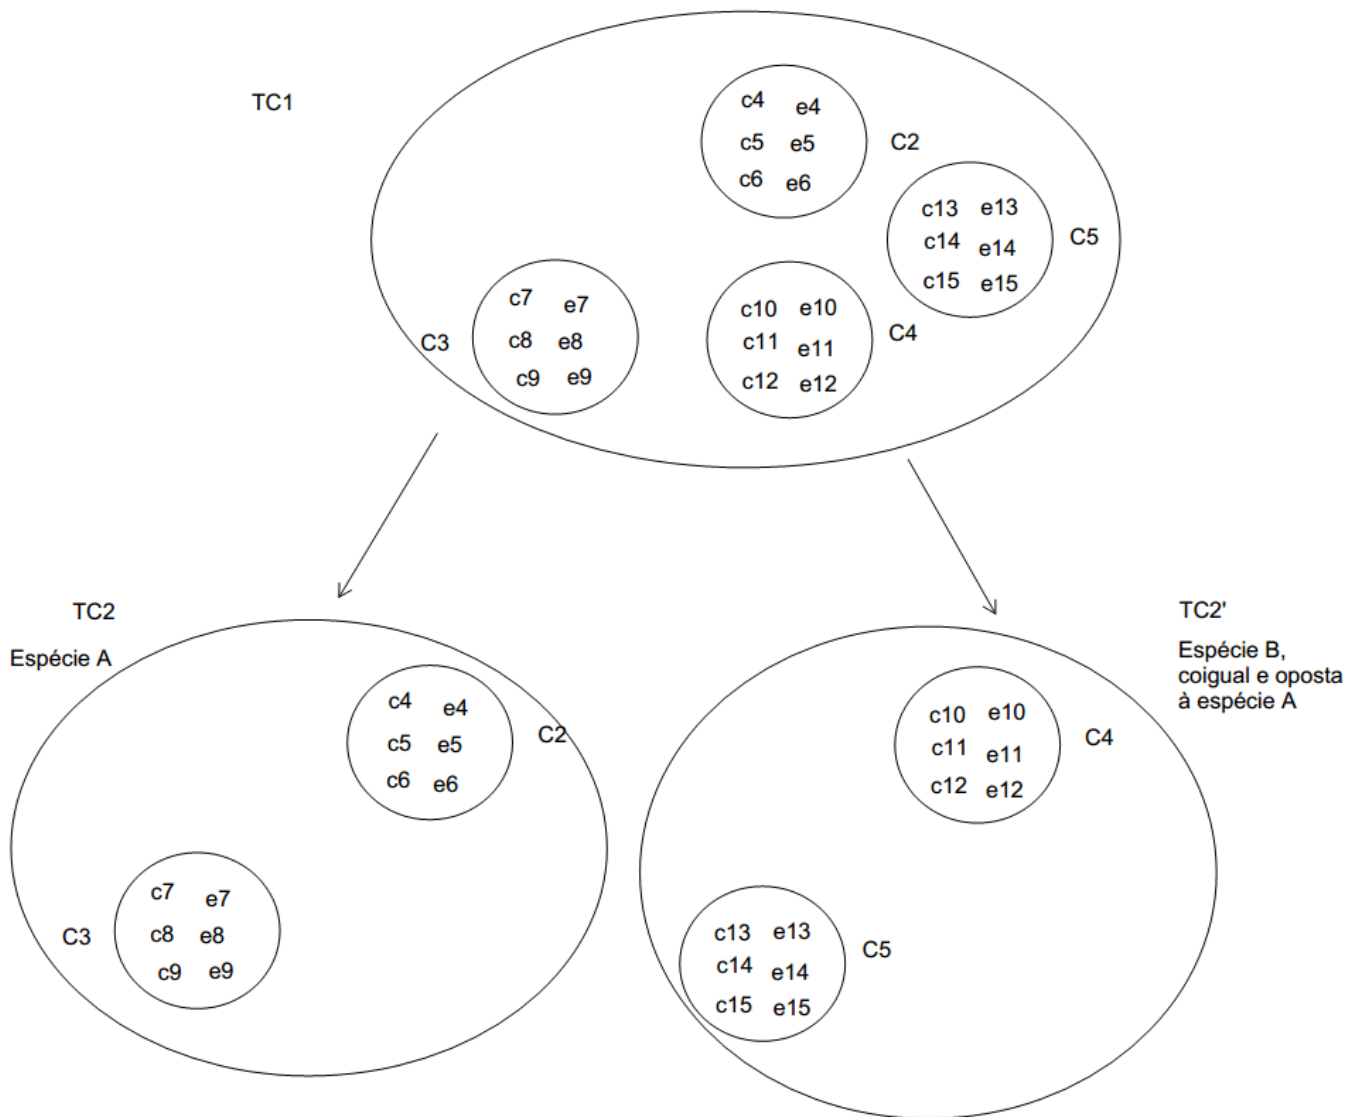 TC1
c4 e4
c5 e5
c6 e6
C2
c13 e13
c14 e14
c15 e15
C5
c7 e7
c8 e8
c9 e9
C3
c10 e10
c11 e11
c12 e12
C4
TC2
Espécie A
c4 e4
c5 e5
c6 e6
C2
c7 e7
c8 e8
c9 e9
C3
TC2'
Espécie B,
coigual e oposta
à espécie A
c10 e10
c11 e11
c12 e12
C4
c13 e13
c14 e14
c15 e15
C5